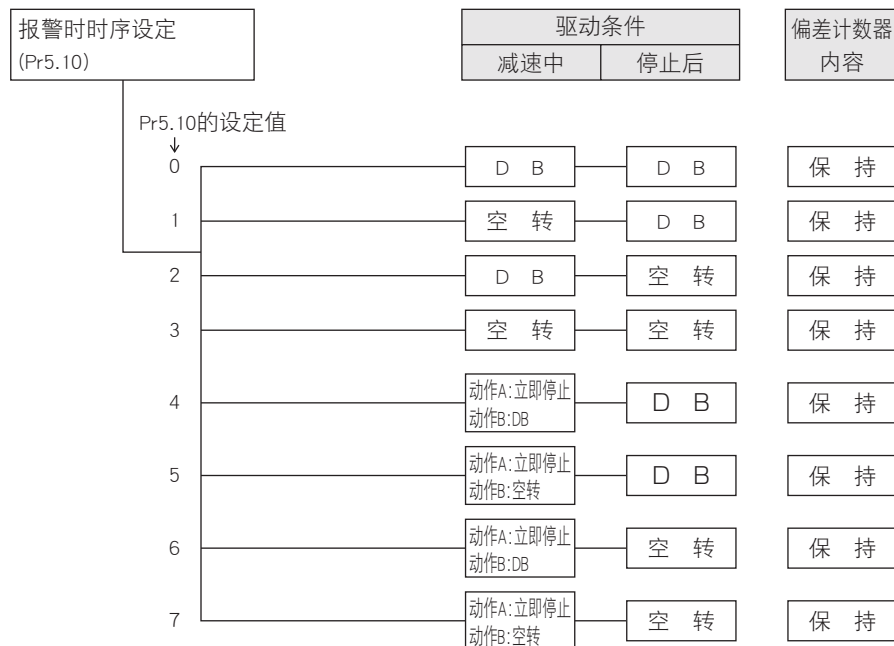 报警时时序设定
(Pr5.10)
驱动条件
减速中 停止后
偏差计数器
内容
Pr5.10的设定值
↓
0 D B D B 保 持
1 空 转 D B 保 持
2 D B 空 转 保 持
3 空 转 空 转 保 持
4 动作A:立即停止
动作B:DB
D B 保 持
5 动作A:立即停止
动作B:空转
D B 保 持
6 动作A:立即停止
动作B:DB
空 转 保 持
7 动作A:立即停止
动作B:空转
空 转 保 持